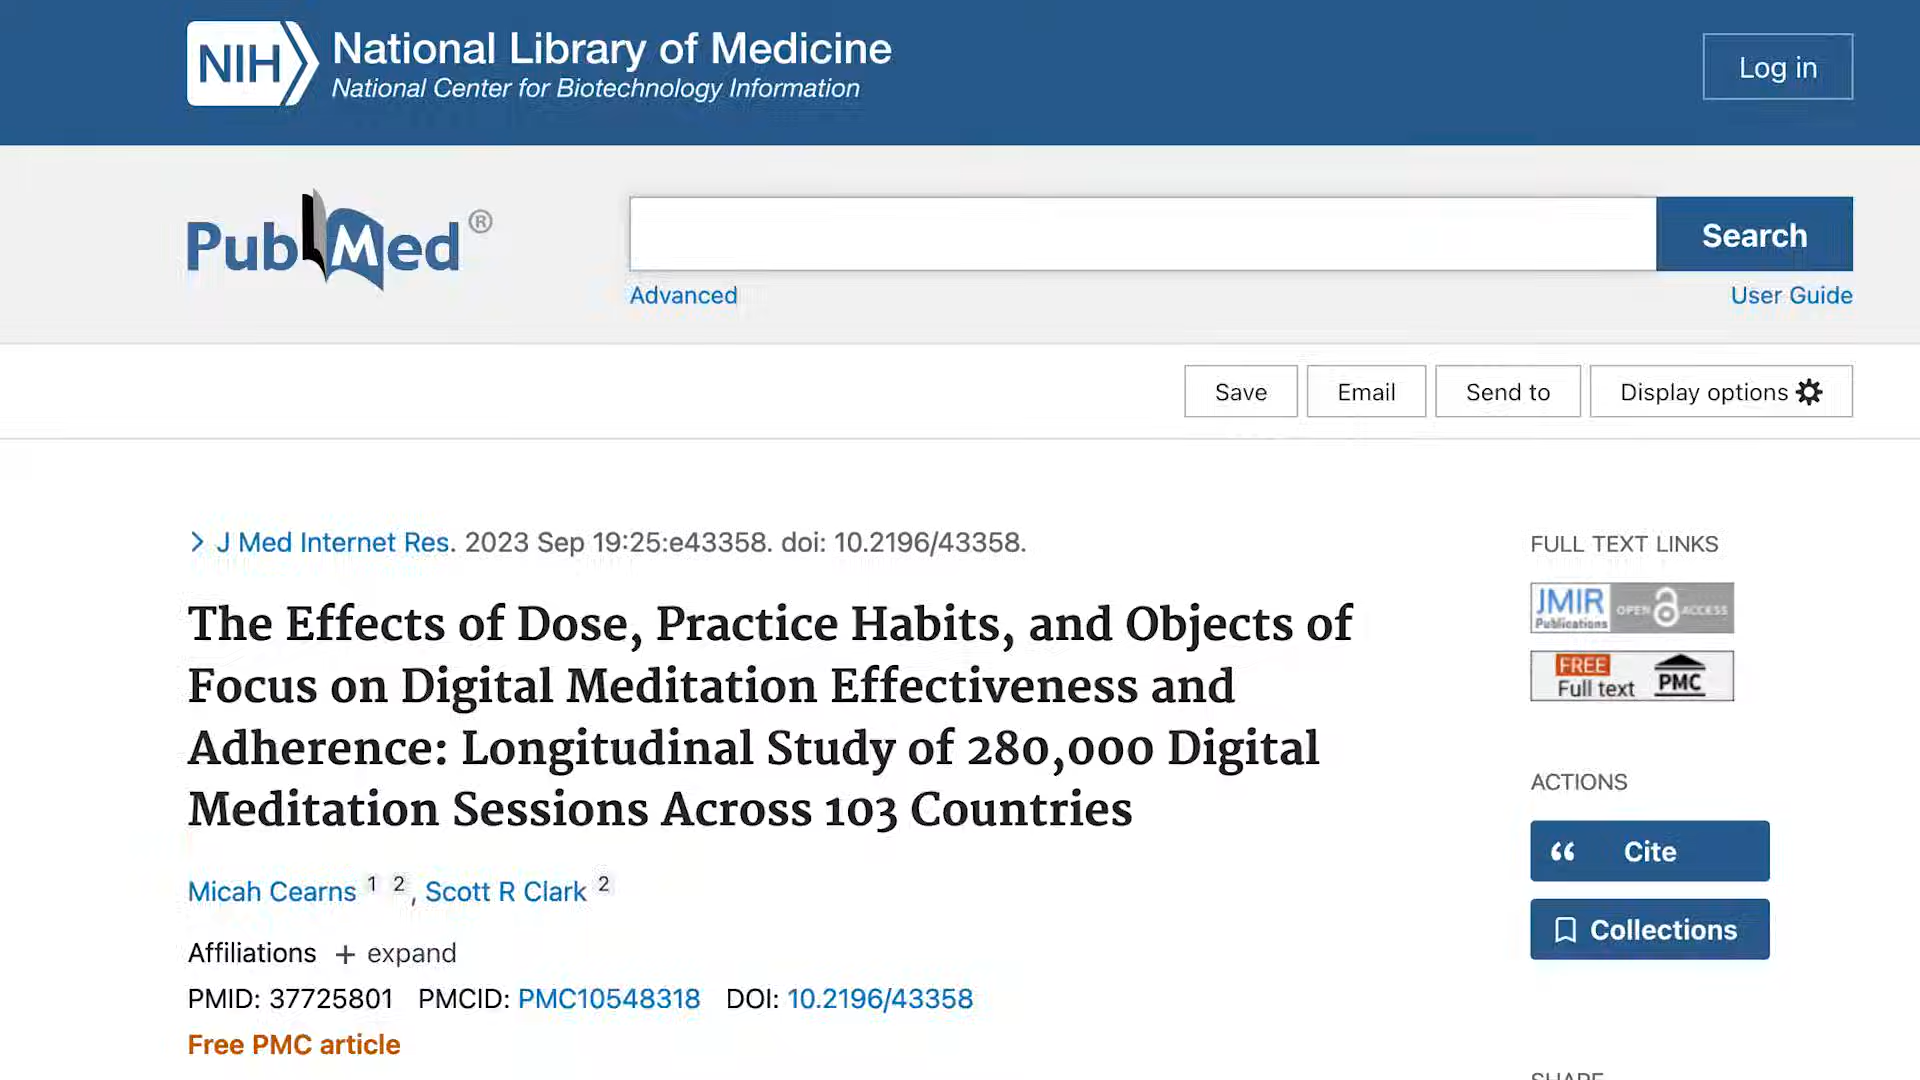 NIH National Library of Medicine
National Center for Biotechnology Information
Log in
PubMed®
Search
Advanced
User Guide
Save
Email
Send to
Display options
J Med Internet Res. 2023 Sep 19:25:e43358. doi: 10.2196/43358.
The Effects of Dose, Practice Habits, and Objects of
Focus on Digital Meditation Effectiveness and
Adherence: Longitudinal Study of 280,000 Digital
Meditation Sessions Across 103 Countries
Micah Cearns 1 2, Scott R Clark 2
Affiliations + expand
PMID: 37725801 PMCID: PMC10548318 DOI: 10.2196/43358
Free PMC article
FULL TEXT LINKS
JMIR Publications OPEN ACCESS
FREE Full text PMC
ACTIONS
Cite
Collections
SHARE